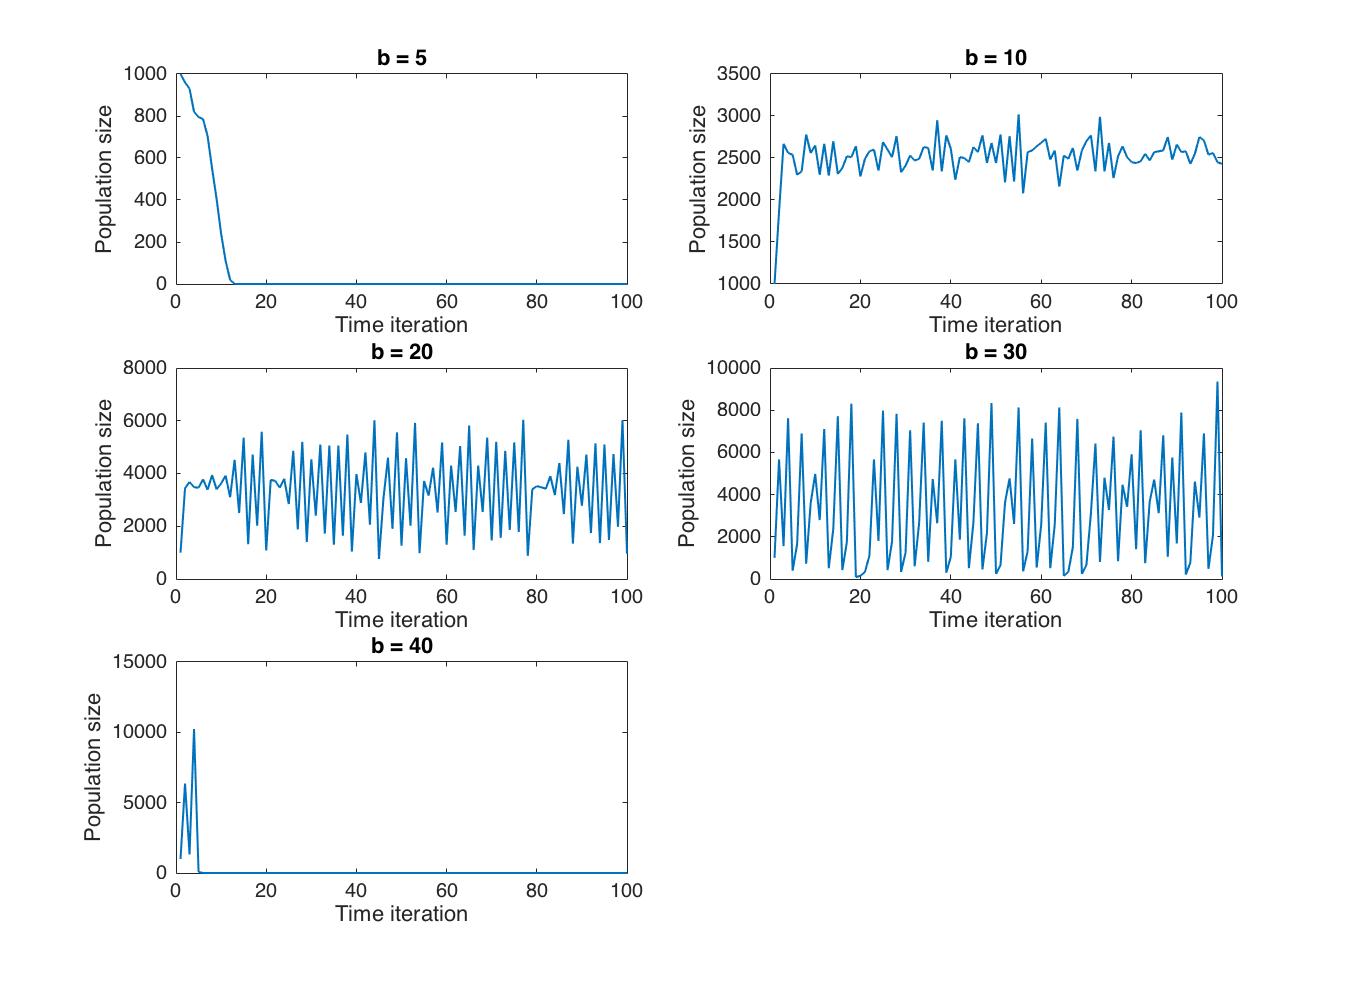 b = 5
1000
800
600
400
200
0
Population size
0 20 40 60 80 100
Time iteration
b = 10
3500
3000
2500
2000
1500
1000
Population size
0 20 40 60 80 100
Time iteration
b = 20
8000
6000
4000
2000
0
Population size
0 20 40 60 80 100
Time iteration
b = 30
10000
8000
6000
4000
2000
0
Population size
0 20 40 60 80 100
Time iteration
b = 40
15000
10000
5000
0
Population size
0 20 40 60 80 100
Time iteration